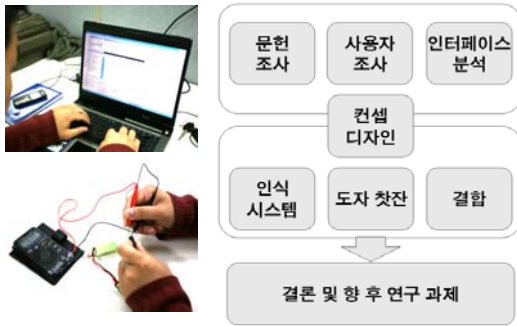 문헌
조사
사용자
조사
인터페이스
분석
컨셉
디자인
인식
시스템
도자 찻잔
결합
결론 및 향 후 연구 과제